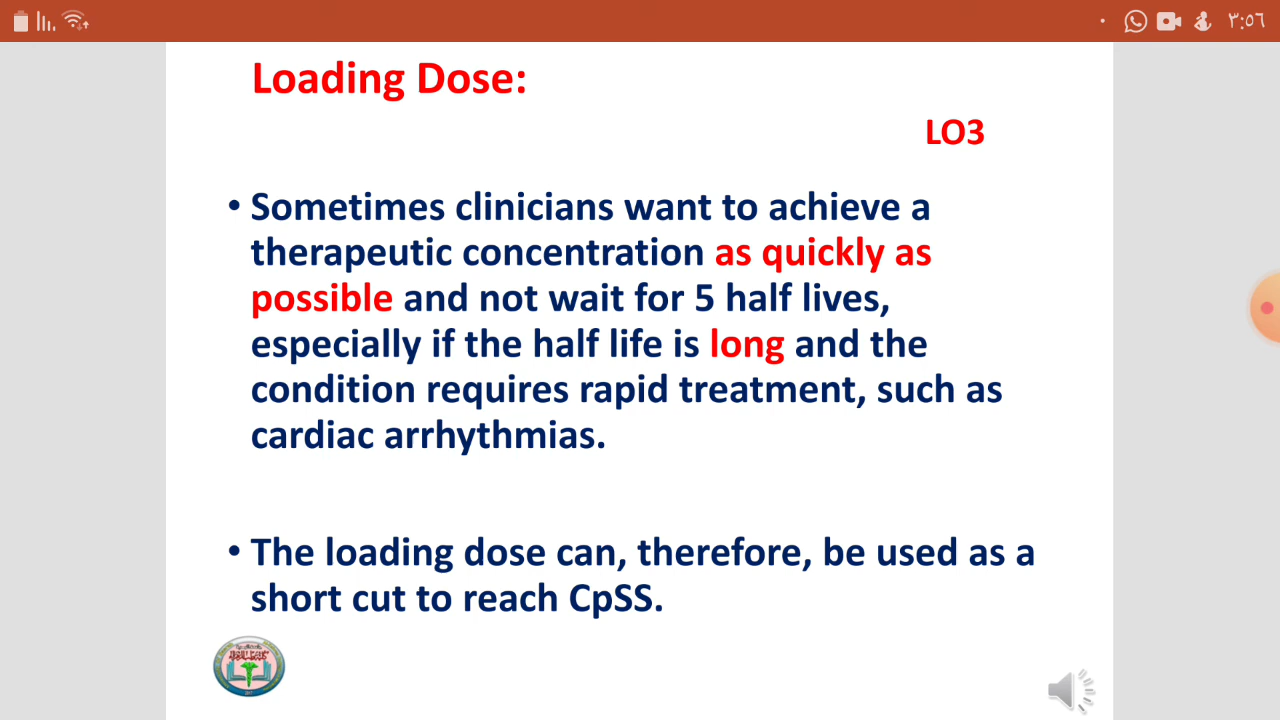 ٣:٥٦
Loading Dose:
LO3
• Sometimes clinicians want to achieve a
therapeutic concentration as quickly as
possible and not wait for 5 half lives,
especially if the half life is long and the
condition requires rapid treatment, such as
cardiac arrhythmias.
• The loading dose can, therefore, be used as a
short cut to reach CpSS.